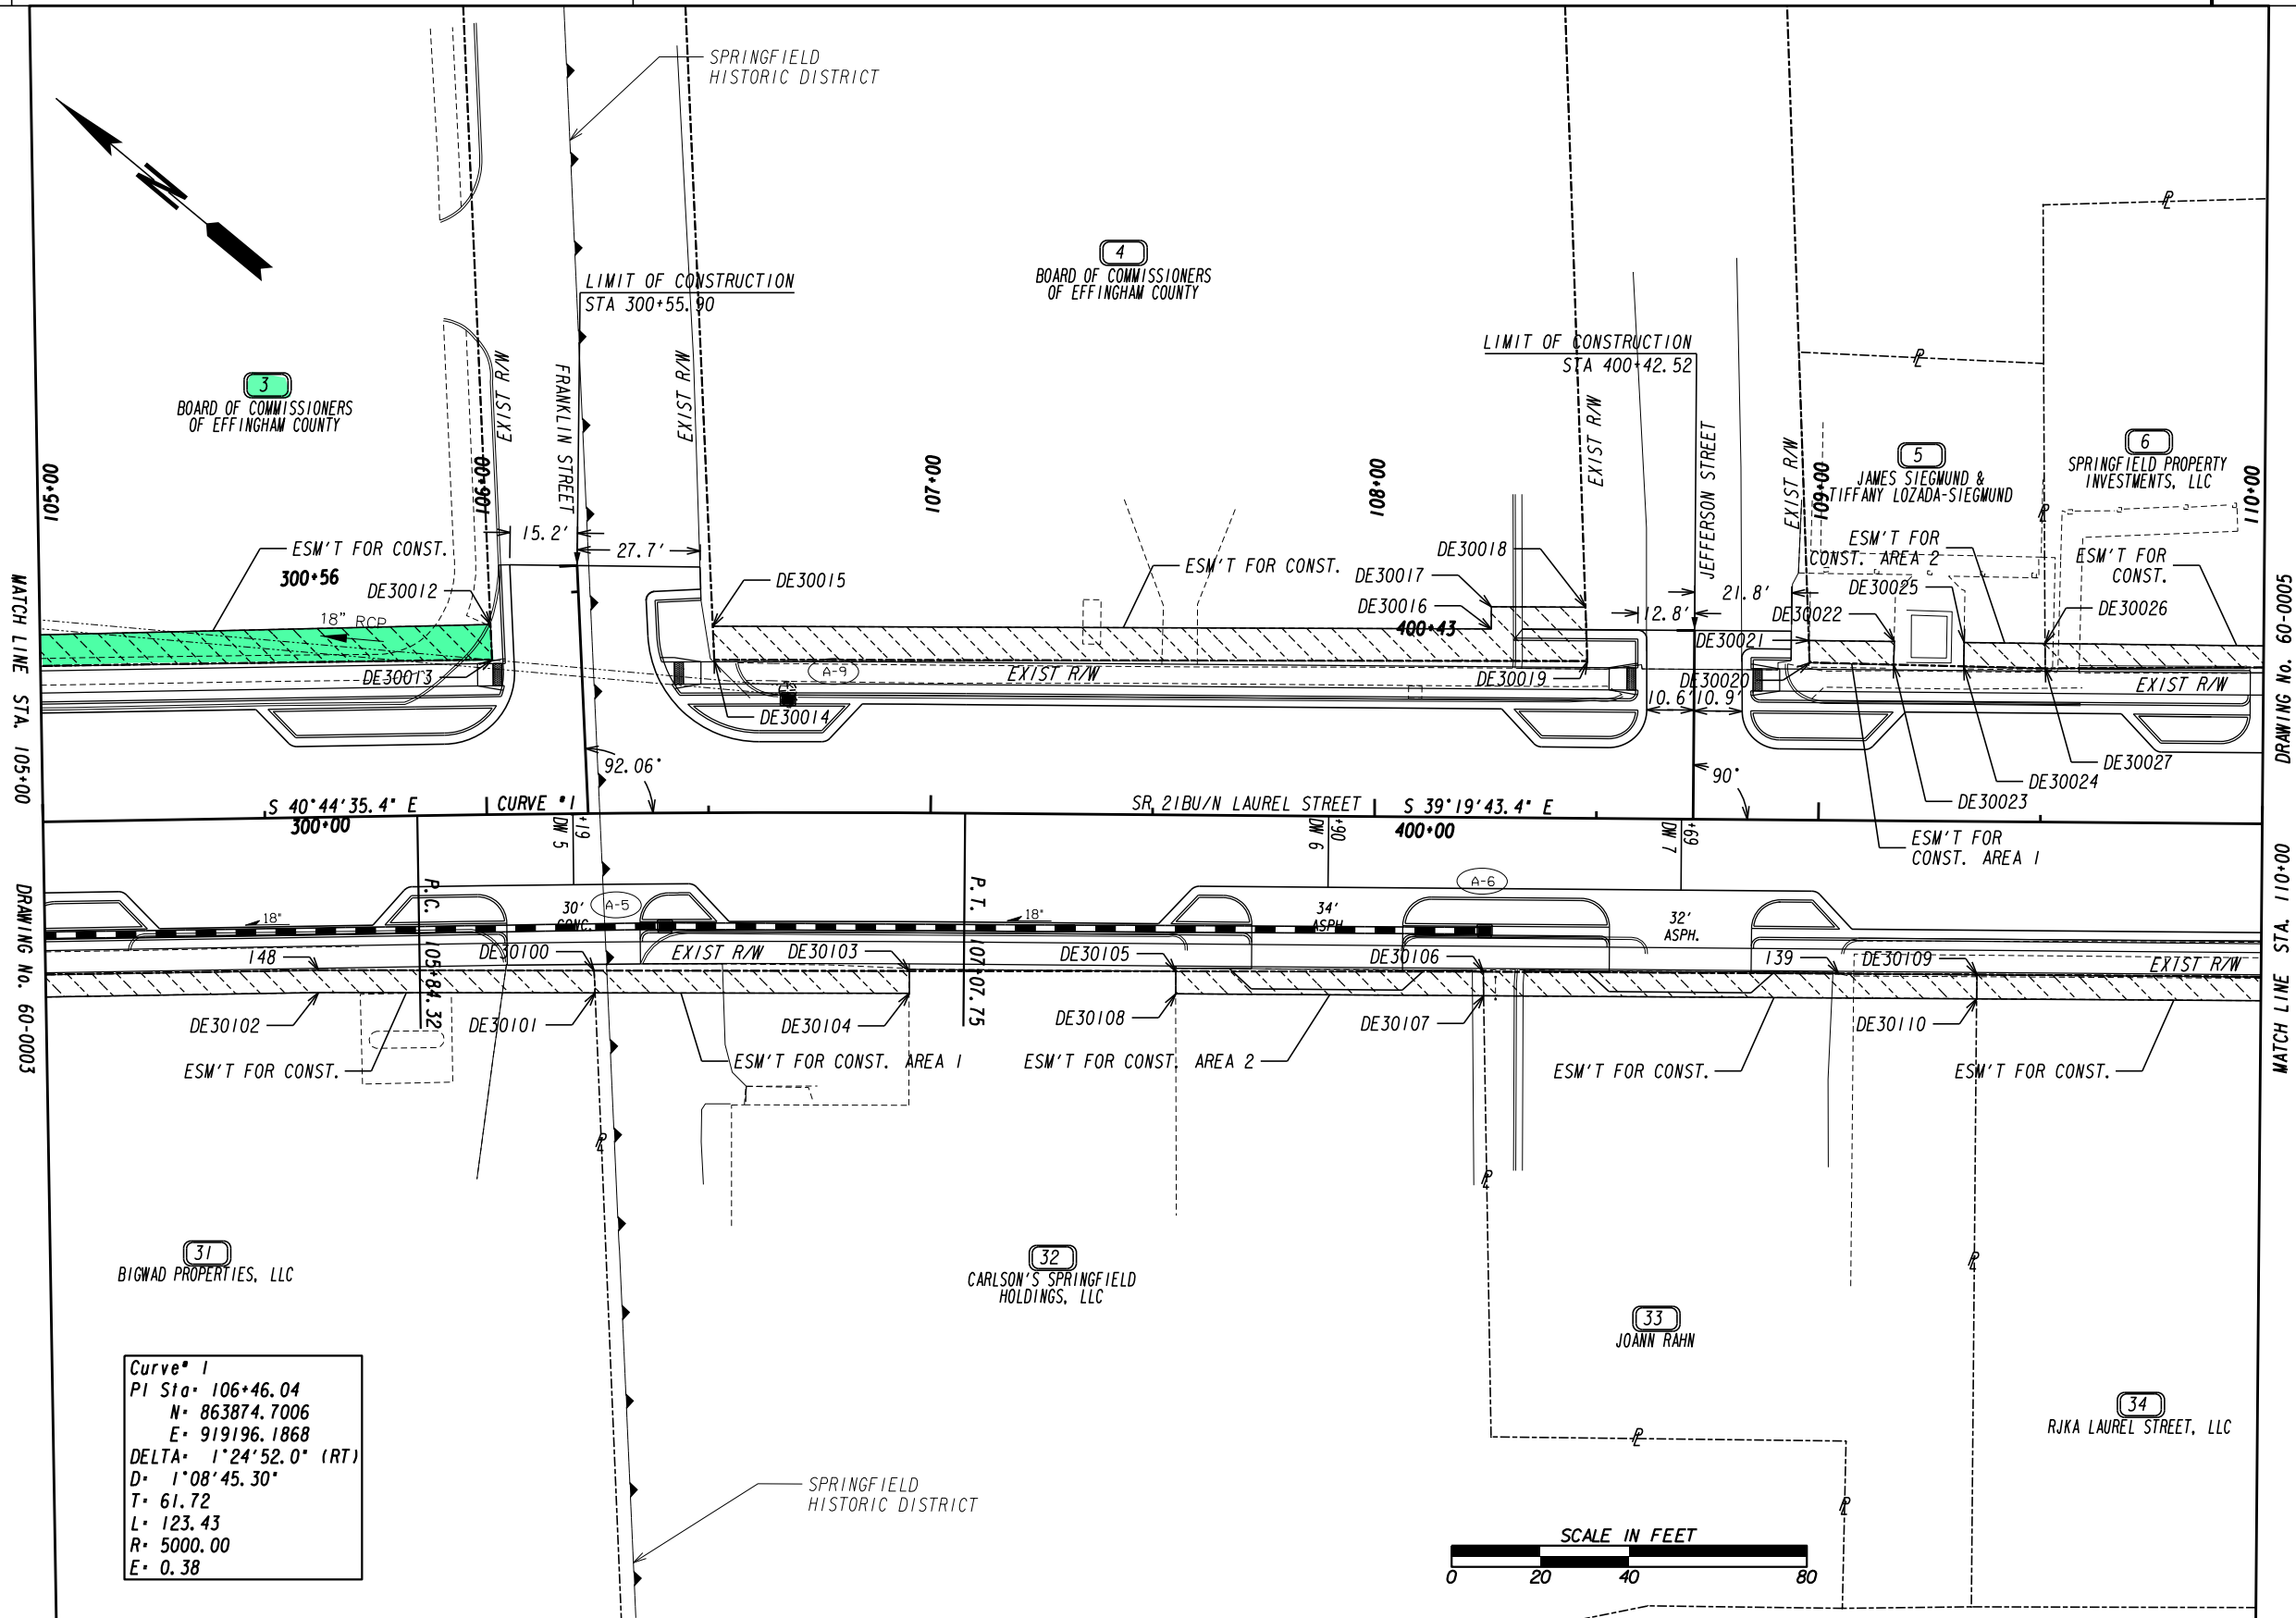 SPRINGFIELD
HISTORIC DISTRICT
N
LIMIT OF CONSTRUCTION
STA 300+55.90
4
BOARD OF COMMISSIONERS
OF EFFINGHAM COUNTY
LIMIT OF CONSTRUCTION
STA 400+42.52
3
BOARD OF COMMISSIONERS
OF EFFINGHAM COUNTY
EXIST R/W
FRANKLIN STREET
EXIST R/W
EXIST R/W
JEFFERSON STREET
EXIST R/W
5
JAMES SIEGMUND &
TIFFANY LOZADA-SIEGMUND
6
SPRINGFIELD PROPERTY
INVESTMENTS, LLC
105+00
106+00
107+00
108+00
109+00
110+00
15.2'
27.7'
ESM'T FOR CONST.
300+56
DE30012
18" RCP
DE30013
DE30015
DE30014
A-9
EXIST R/W
ESM'T FOR CONST.
DE30018
DE30017
DE30016
400+43
DE30019
12.8'
21.8'
ESM'T FOR
CONST. AREA 2
ESM'T FOR
CONST.
DE30025
DE30022
DE30026
DE30021
DE30020
10.6'
10.9'
EXIST R/W
DE30027
DE30024
DE30023
92.06°
90°
S 40°44'35.4" E
CURVE #1
SR 21BU/N LAUREL STREET
S 39°19'43.4" E
300+00
400+00
ESM'T FOR
CONST. AREA 1
+19
DW 5
+90
DW 6
+69
DW 7
P.C. 105+84.32
P.T. 107+07.75
18"
30'
CONC.
A-5
18"
34'
ASPH.
A-6
32'
ASPH.
148
DE30100
EXIST R/W
DE30103
DE30105
DE30106
139
DE30109
EXIST R/W
DE30102
DE30101
DE30104
DE30108
DE30107
DE30110
ESM'T FOR CONST.
ESM'T FOR CONST. AREA 1
ESM'T FOR CONST. AREA 2
ESM'T FOR CONST.
ESM'T FOR CONST.
31
BIGWAD PROPERTIES, LLC
32
CARLSON'S SPRINGFIELD
HOLDINGS, LLC
33
JOANN RAHN
34
RJKA LAUREL STREET, LLC
Curve# 1
PI Sta= 106+46.04
N= 863874.7006
E= 919196.1868
DELTA= 1°24'52.0" (RT)
D= 1°08'45.30"
T= 61.72
L= 123.43
R= 5000.00
E= 0.38
SPRINGFIELD
HISTORIC DISTRICT
SCALE IN FEET
0 20 40 80
MATCH LINE STA. 105+00 DRAWING No. 60-0003
MATCH LINE STA. 110+00 DRAWING No. 60-0005